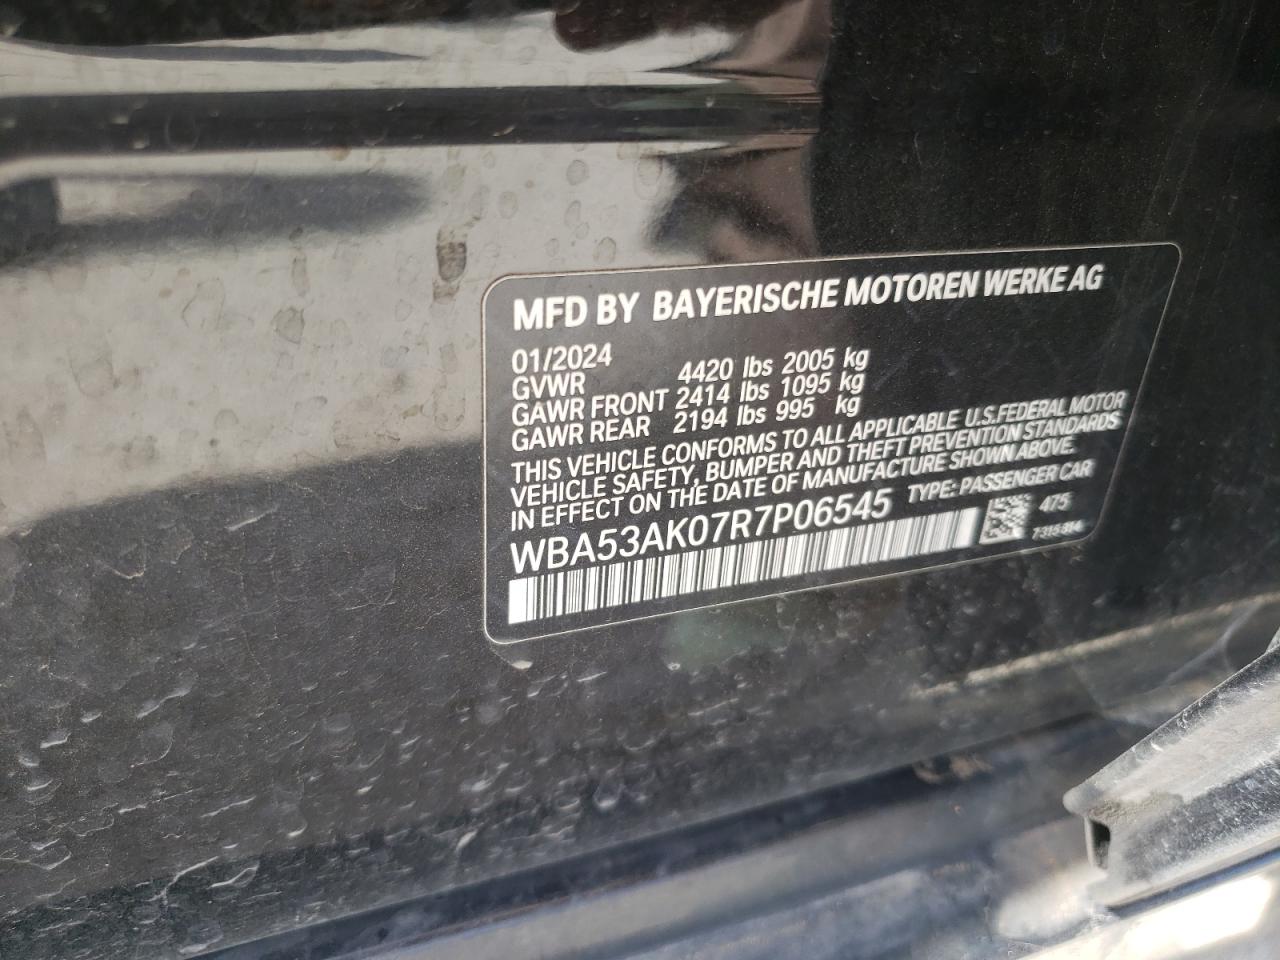 MFD BY BAYERISCHE MOTOREN WERKE AG
01/2024
GVWR 4420 lbs 2005 kg
GAWR FRONT 2414 lbs 1095 kg
GAWR REAR 2194 lbs 995 kg
THIS VEHICLE CONFORMS TO ALL APPLICABLE U.S.FEDERAL MOTOR
VEHICLE SAFETY, BUMPER AND THEFT PREVENTION STANDARDS
IN EFFECT ON THE DATE OF MANUFACTURE SHOWN ABOVE.
WBA53AK07R7P06545 TYPE: PASSENGER CAR
475
7315814